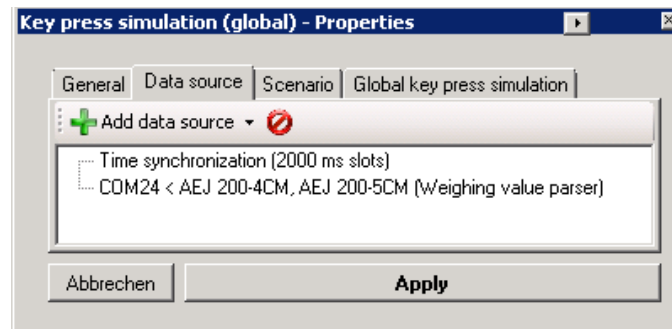 Key press simulation (global) - Properties
General Data source Scenario Global key press simulation
Add data source
Time synchronization (2000 ms slots)
COM24 < AEJ 200-4CM, AEJ 200-5CM (Weighing value parser)
Abbrechen Apply